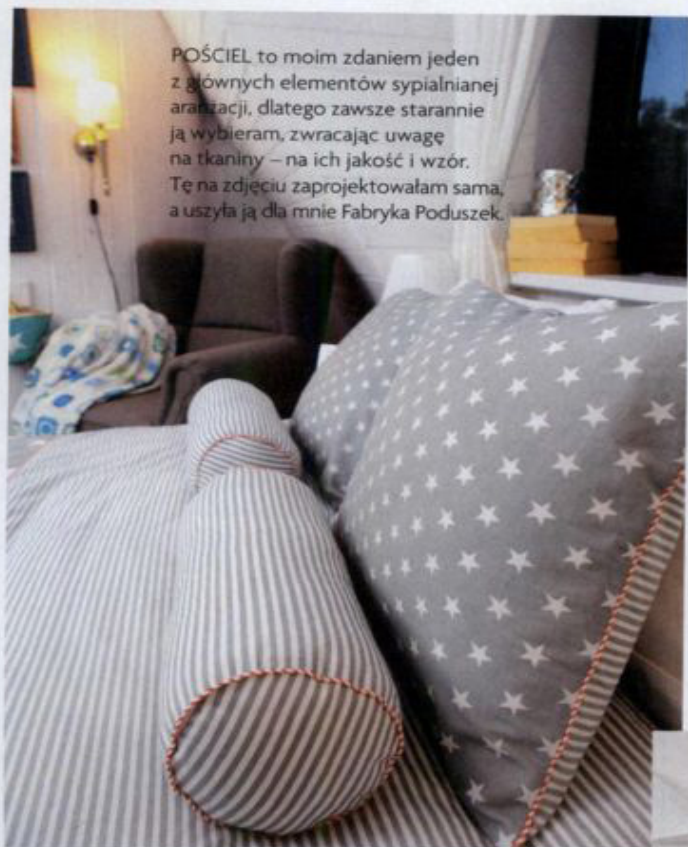 POŚCIEL to moim zdaniem jeden
z głównych elementów sypialnianej
aranżacji, dlatego zawsze starannie
ją wybieram, zwracając uwagę
na tkaniny – na ich jakość i wzór.
Tę na zdjęciu zaprojektowałam sama,
a uszyła ją dla mnie Fabryka Poduszek.